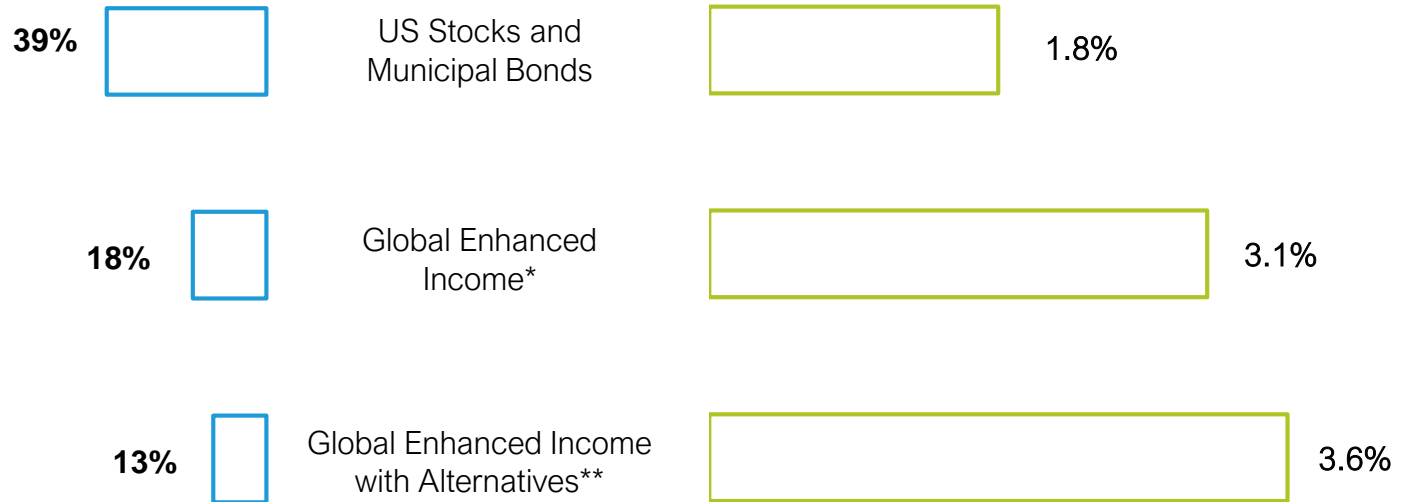 39%
US Stocks and
Municipal Bonds
1.8%
18%
Global Enhanced
Income*
3.1%
13%
Global Enhanced Income
with Alternatives**
3.6%